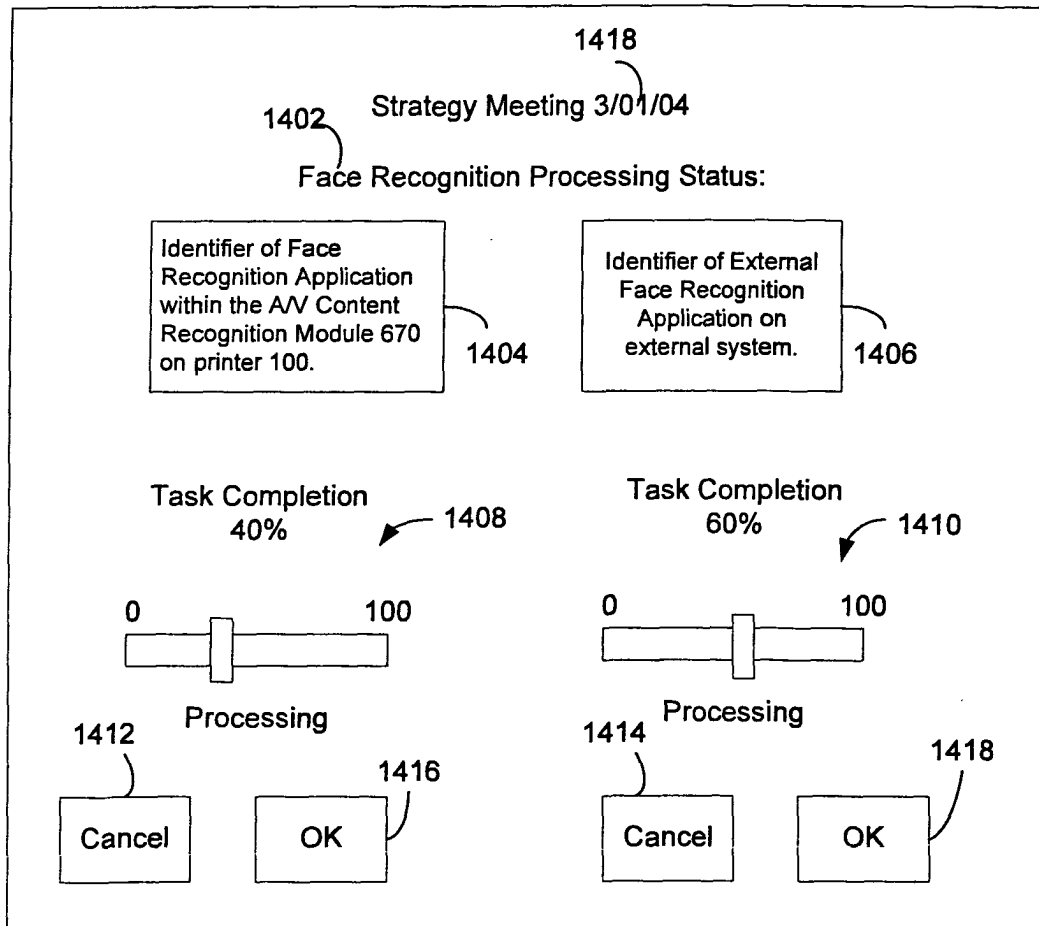 1418
Strategy Meeting 3/01/04
1402
Face Recognition Processing Status:
Identifier of Face
Recognition Application
within the A/V Content
Recognition Module 670
on printer 100.
1404
Identifier of External
Face Recognition
Application on
external system.
1406
Task Completion
40%
1408
Task Completion
60%
1410
0 100
0 100
Processing
Processing
1412
Cancel
1416
OK
1414
Cancel
1418
OK